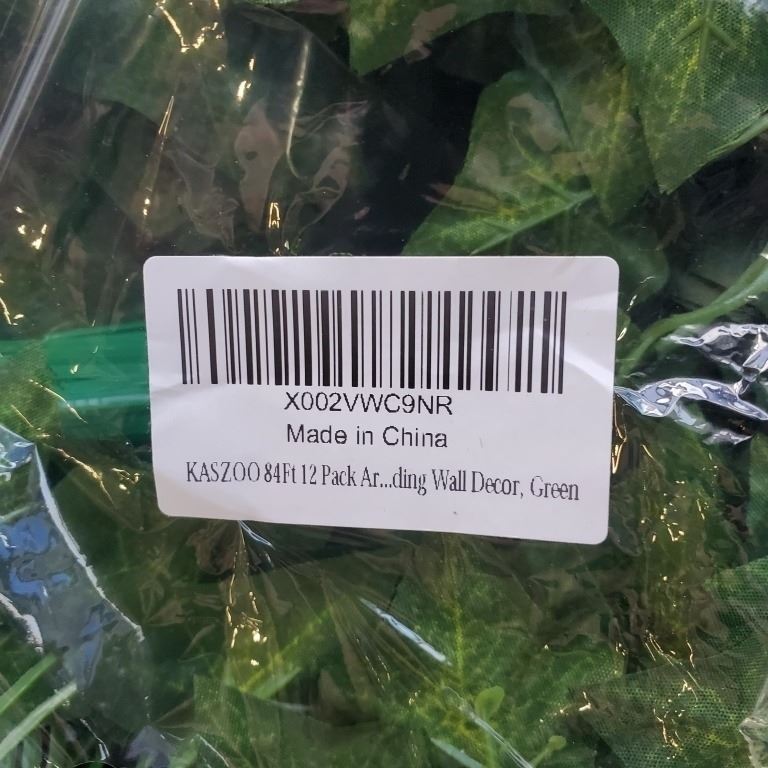 X002VWC9NR
Made in China
KASZOO 84Ft 12 Pack Ar...ding Wall Decor, Green